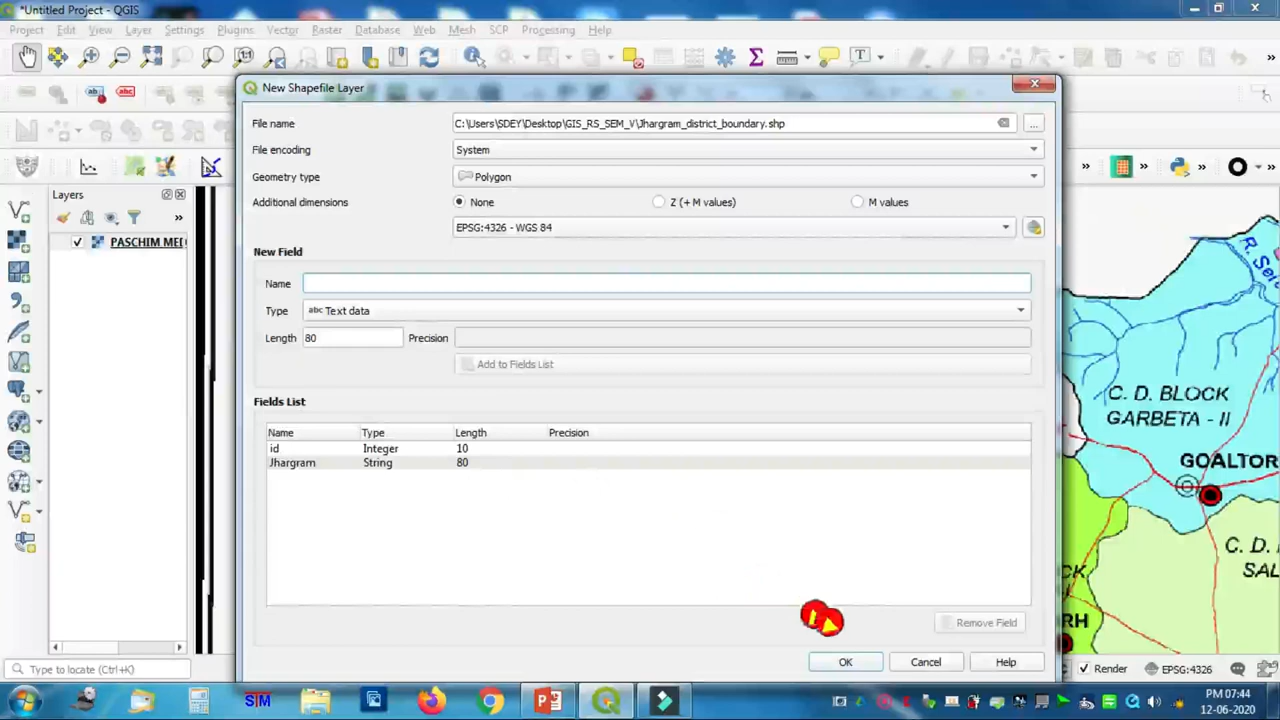 *Untitled Project - QGIS
Project Edit View Layer Settings Plugins Vector Raster Database Web Mesh SCP Processing Help
New Shapefile Layer
File name C:\Users\SDEY\Desktop\GIS_RS_SEM_V\Jhargram_district_boundary.shp ...
File encoding System
Geometry type Polygon
Additional dimensions None Z (+ M values) M values
EPSG:4326 - WGS 84
New Field
Name
Type abc Text data
Length 80 Precision
Add to Fields List
Fields List
Name Type Length Precision
id Integer 10
Jhargram String 80
Remove Field
OK Cancel Help
Layers
PASCHIM MED
C. D. BLOCK
GARBETA - II
GOALTOR
C. D.
SAL
CK
RH
Type to locate (Ctrl+K)
Render EPSG:4326
PM 07:44
12-06-2020